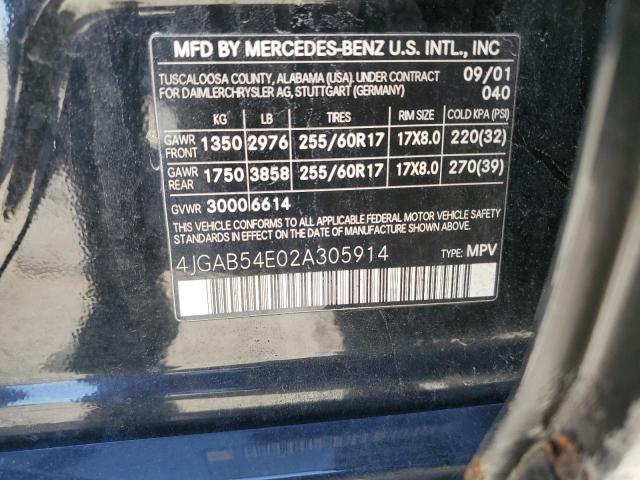 MFD BY MERCEDES-BENZ U.S. INTL., INC
TUSCALOOSA COUNTY, ALABAMA (USA). UNDER CONTRACT 09/01
FOR DAIMLERCHRYSLER AG, STUTTGART (GERMANY) 040
KG LB TIRES RIM SIZE COLD KPA (PSI)
GAWR FRONT 1350 2976 255/60R17 17X8.0 220(32)
GAWR REAR 1750 3858 255/60R17 17X8.0 270(39)
GVWR 3000 6614
THIS VEHICLE CONFORMS TO ALL APPLICABLE FEDERAL MOTOR VEHICLE SAFETY
STANDARDS IN EFFECT ON THE DATE OF MANUFACTURE SHOWN ABOVE.
4JGAB54E02A305914 TYPE: MPV